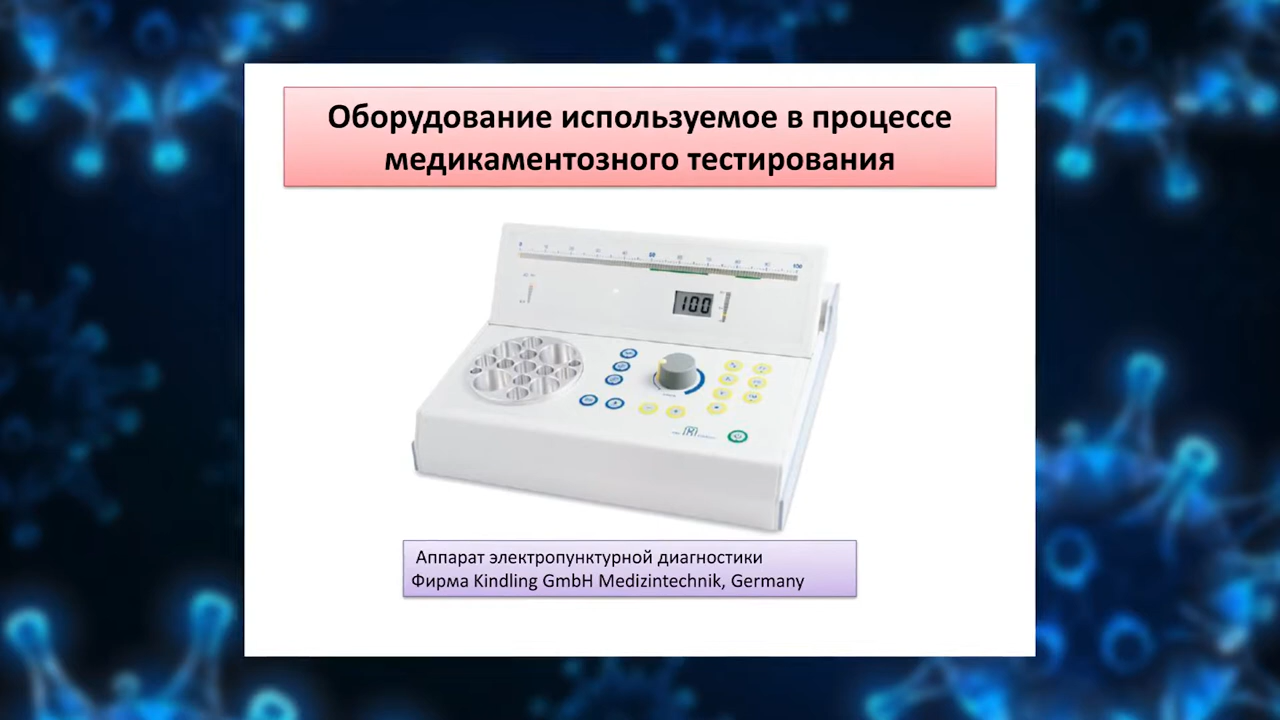 Оборудование используемое в процессе
медикаментозного тестирования
100
Аппарат электропунктурной диагностики
Фирма Kindling GmbH Medizintechnik, Germany